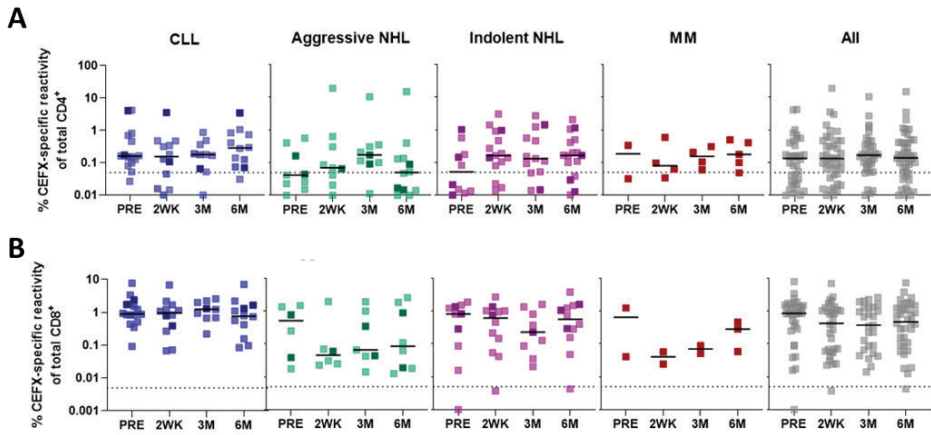 A
CLL Aggressive NHL Indolent NHL MM All
% CEFX-specific reactivity
of total CD4⁺
100
10
1
0.1
0.01
PRE 2WK 3M 6M PRE 2WK 3M 6M PRE 2WK 3M 6M PRE 2WK 3M 6M PRE 2WK 3M 6M
B
% CEFX-specific reactivity
of total CD8⁺
10
1
0.1
0.01
0.001
PRE 2WK 3M 6M PRE 2WK 3M 6M PRE 2WK 3M 6M PRE 2WK 3M 6M PRE 2WK 3M 6M